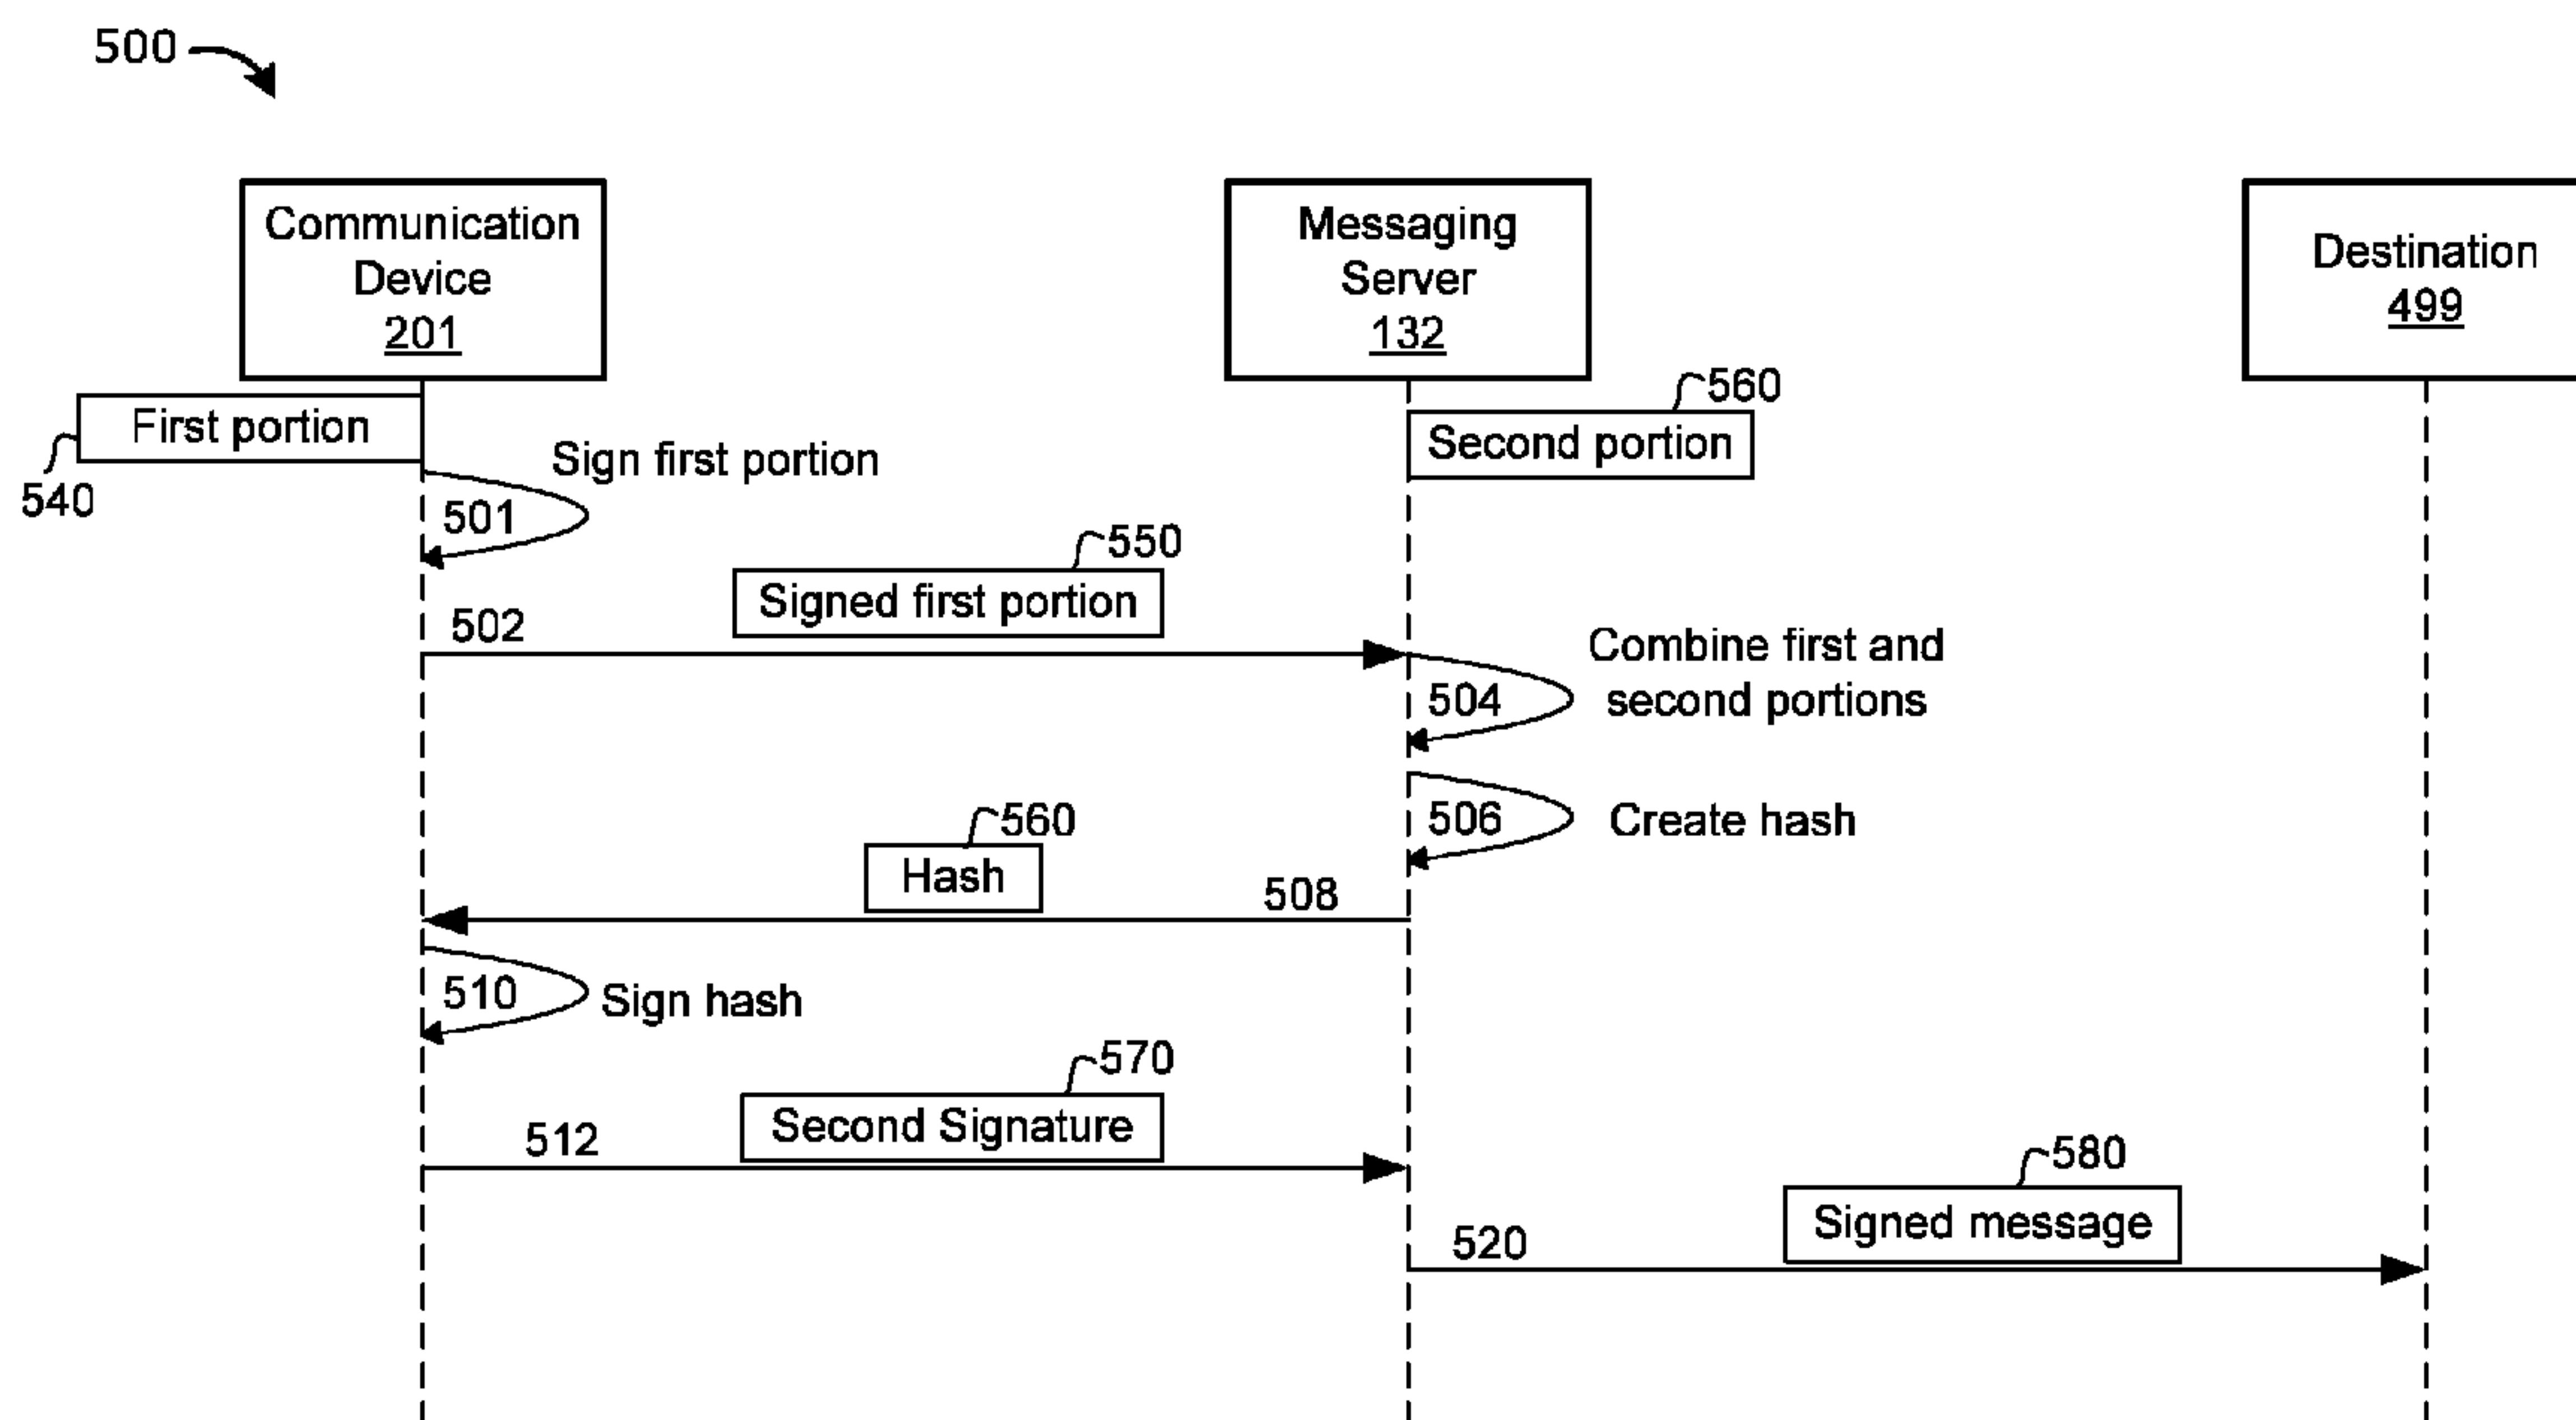 500
Communication
Device
201
Messaging
Server
132
Destination
499
First portion
540
560
Second portion
Sign first portion
501
550
Signed first portion
502
Combine first and
second portions
504
506
Create hash
560
Hash
508
510
Sign hash
570
Second Signature
512
580
Signed message
520